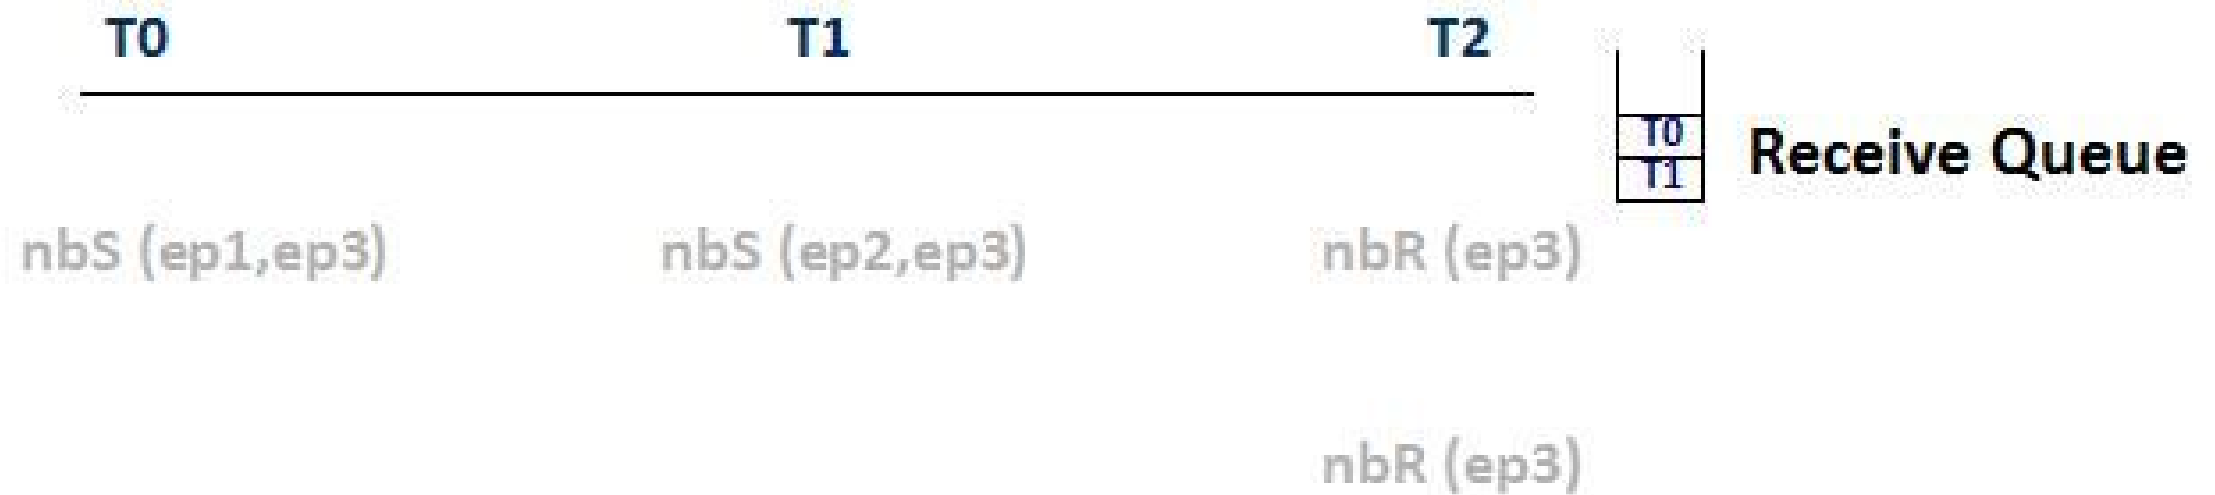 T0 T1 T2
T0
T1
Receive Queue
nbS (ep1,ep3) nbS (ep2,ep3) nbR (ep3)
nbR (ep3)